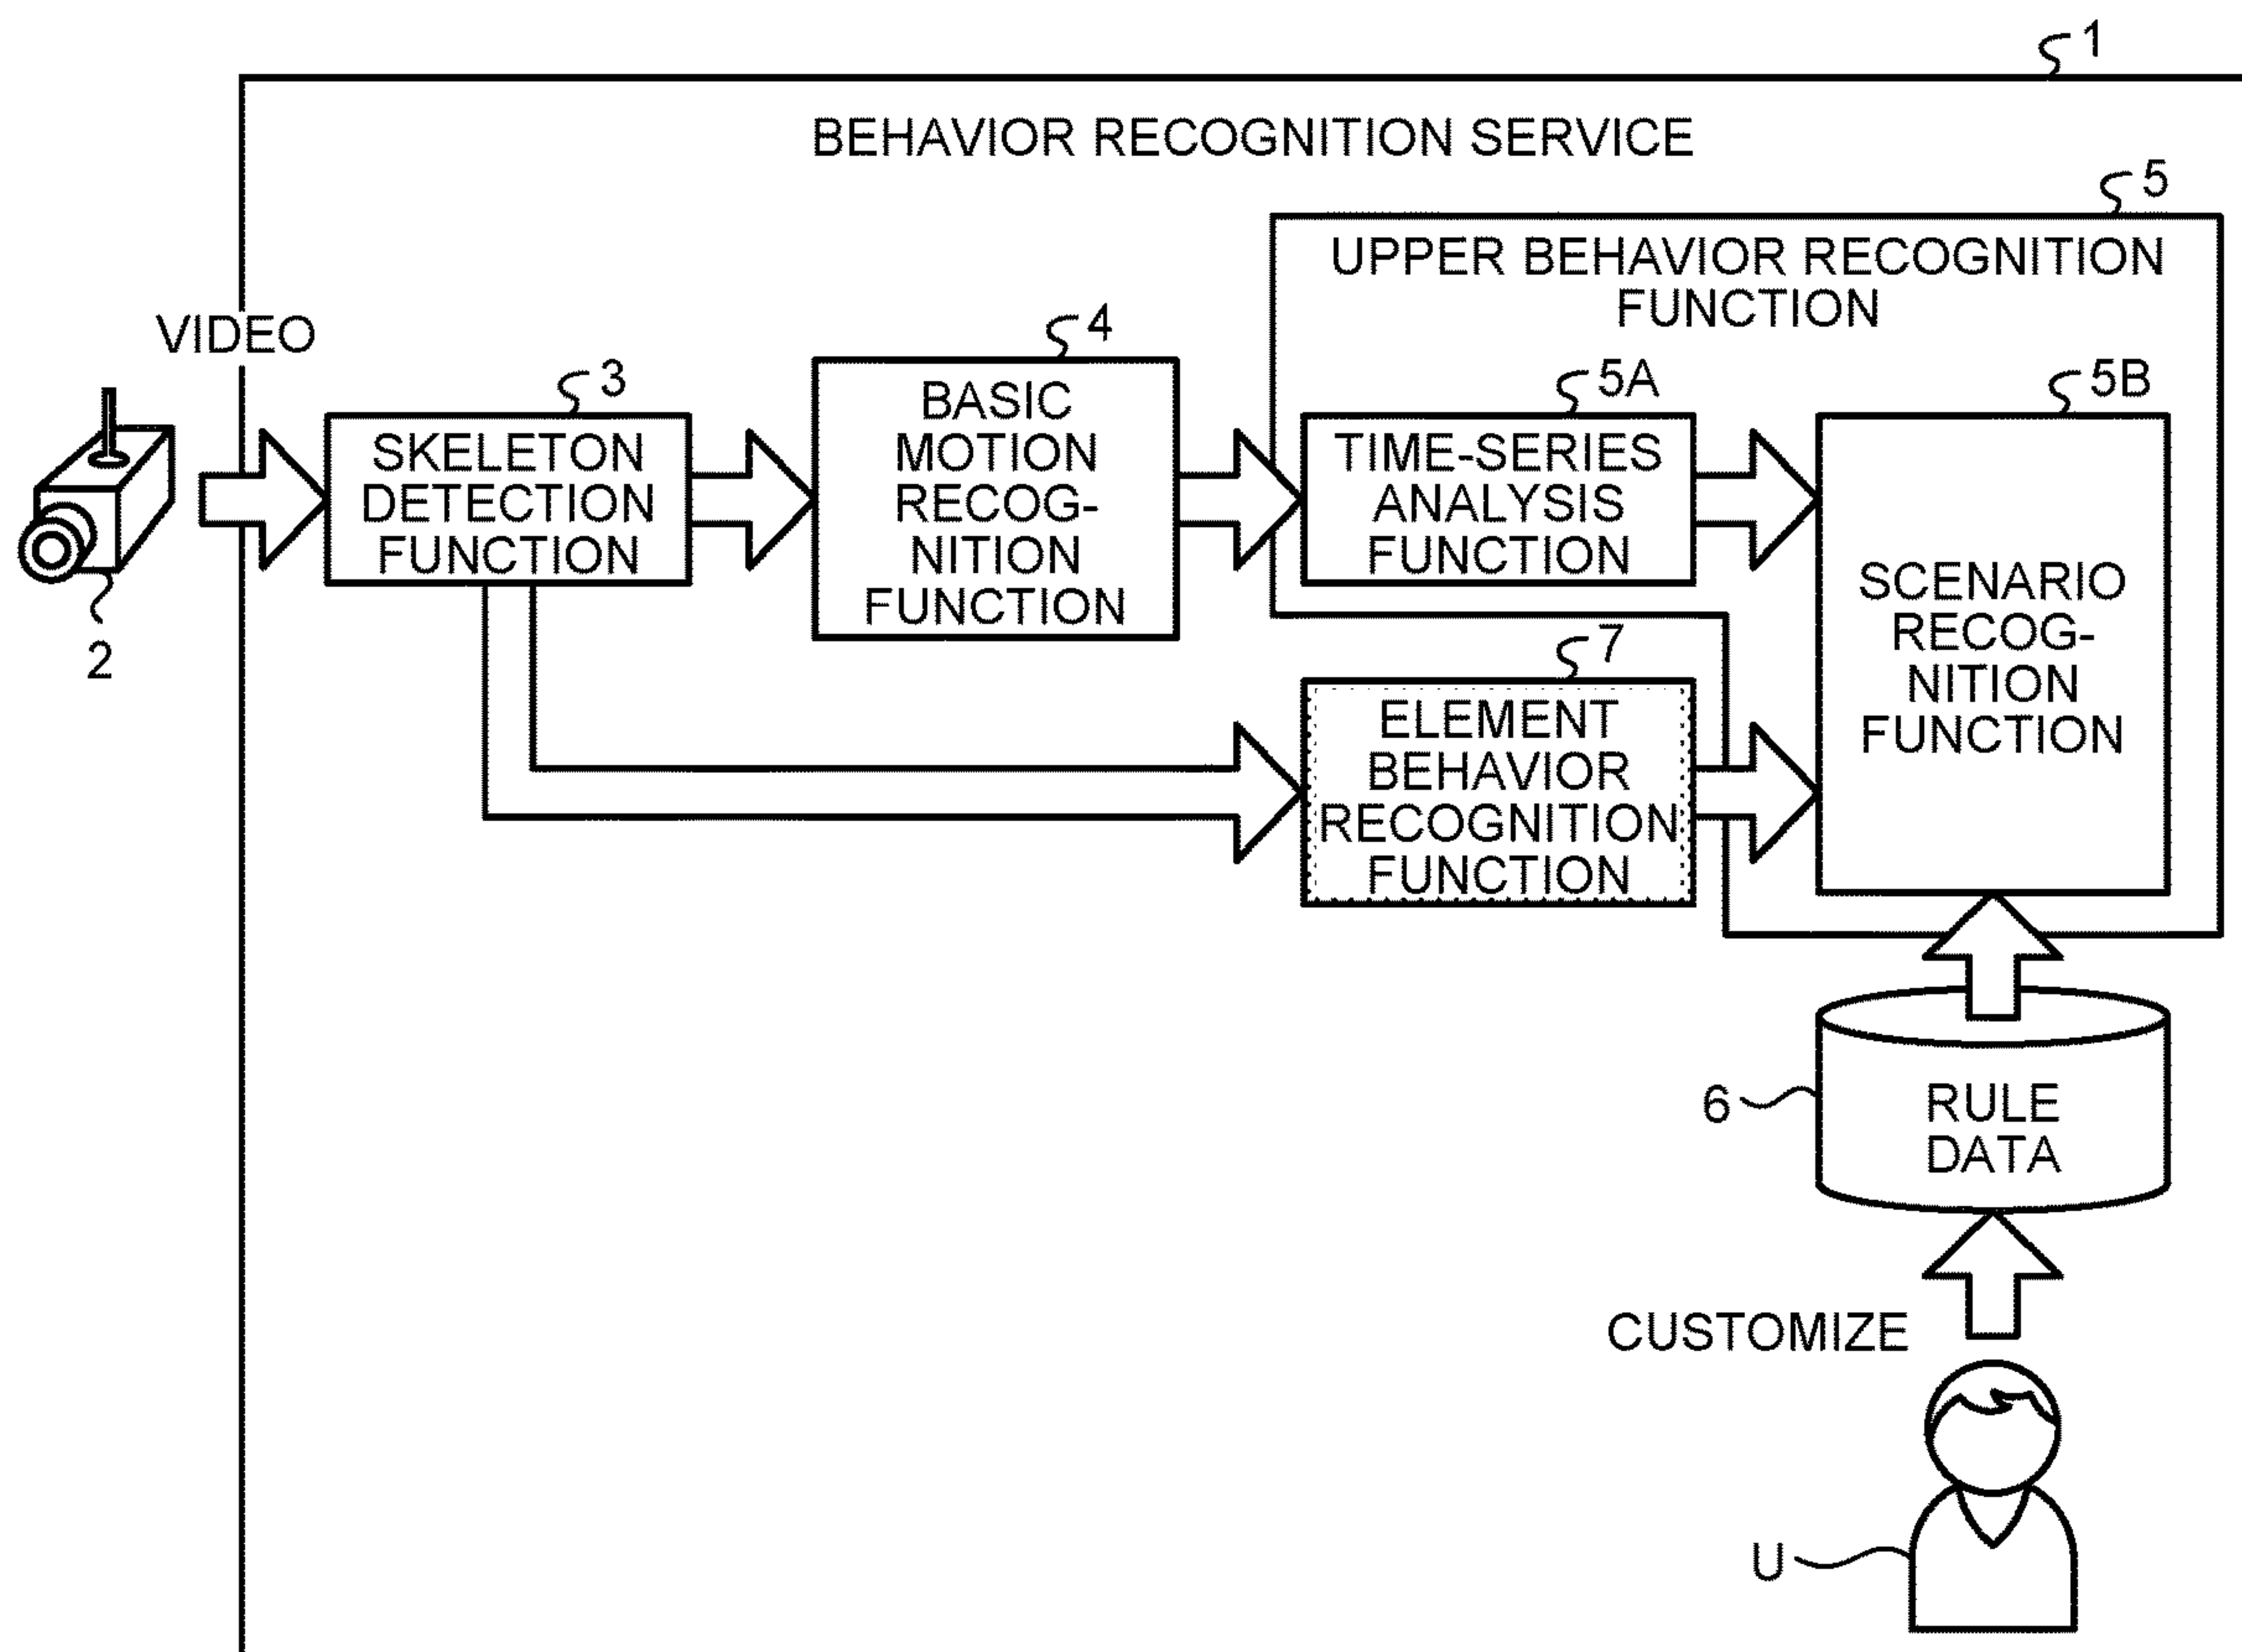 1
BEHAVIOR RECOGNITION SERVICE
5
UPPER BEHAVIOR RECOGNITION
FUNCTION
VIDEO
2
3
SKELETON
DETECTION
FUNCTION
4
BASIC
MOTION
RECOG-
NITION
FUNCTION
5A
TIME-SERIES
ANALYSIS
FUNCTION
5B
SCENARIO
RECOG-
NITION
FUNCTION
7
ELEMENT
BEHAVIOR
RECOGNITION
FUNCTION
6
RULE
DATA
CUSTOMIZE
U